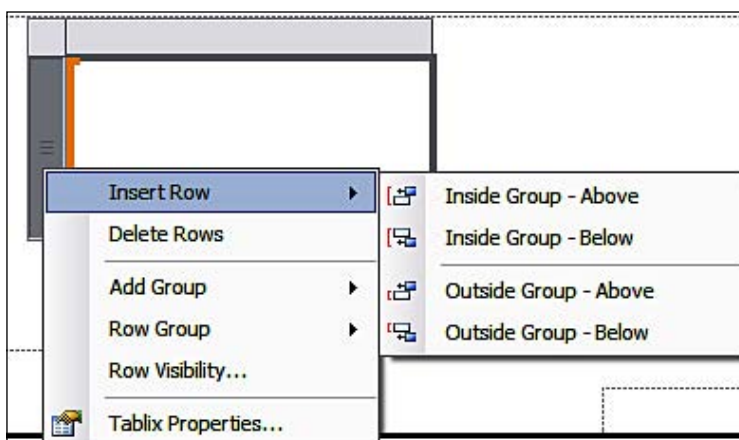 Insert Row
Delete Rows
Add Group
Row Group
Row Visibility...
Tablix Properties...
Inside Group - Above
Inside Group - Below
Outside Group - Above
Outside Group - Below